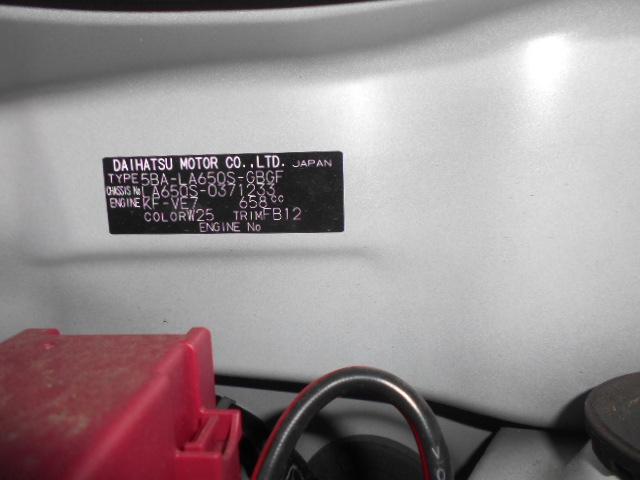 DAIHATSU MOTOR CO.,LTD. JAPAN
TYPE 5BA-LA650S-GBGF
CHASSIS No LA650S-0371233
ENGINE KF-VE7 658cc
COLOR W25 TRIM FB12
ENGINE No